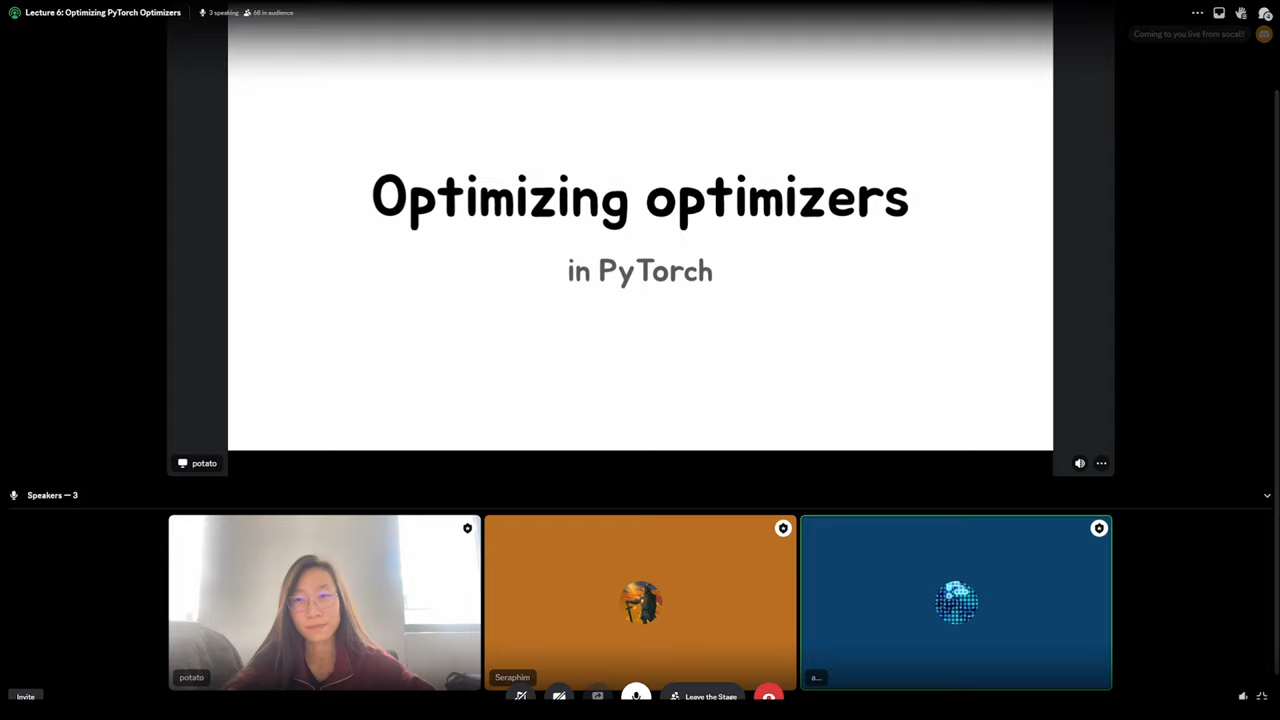 Lecture 6: Optimizing PyTorch Optimizers
3 speaking
68 in audience
Coming to you live from socal!!
Optimizing optimizers
in PyTorch
potato
Speakers — 3
potato
Seraphim
a...
Invite
Leave the Stage